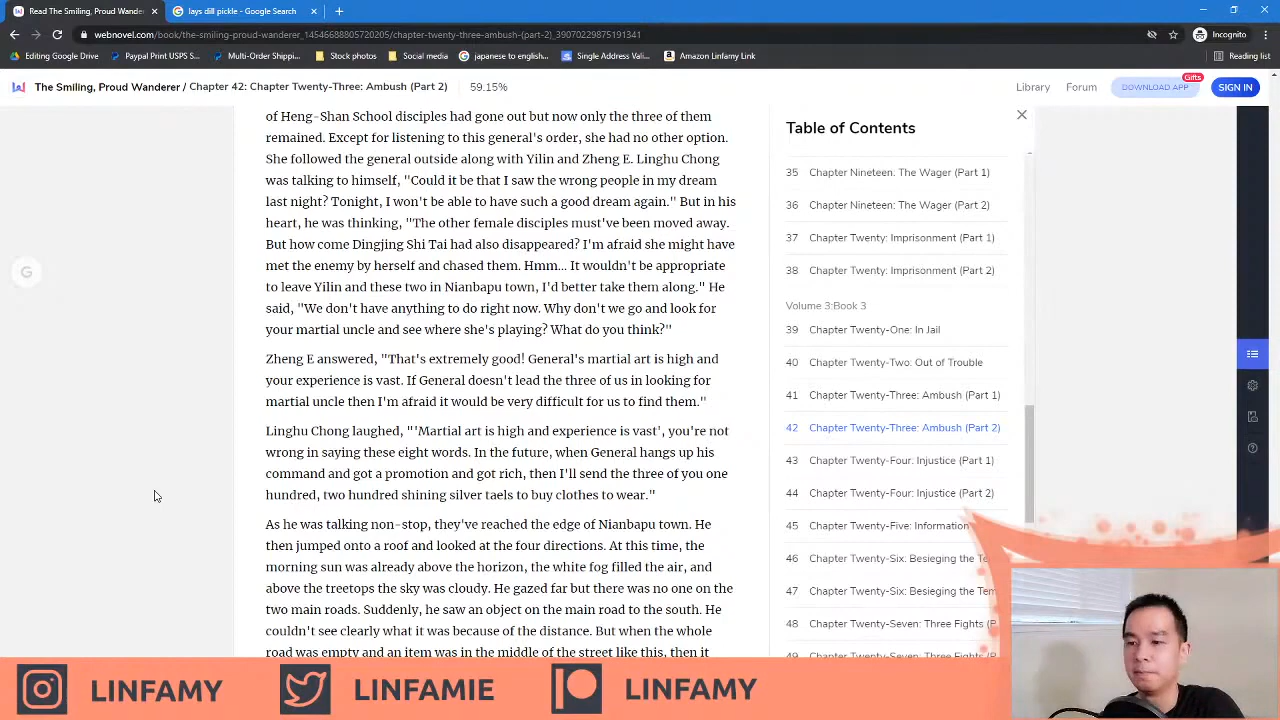 Read The Smiling, Proud Wander
lays dill pickle - Google Search
Incognito
webnovel.com/book/the-smiling-proud-wanderer_14546688805720205/chapter-twenty-three-ambush-(part-2)_39070229875191341
Editing Google Drive
Paypal Print USPS S...
Multi-Order Shippi...
Stock photos
Social media
japanese to english...
Single Address Vali...
Amazon Linfamy Link
Reading list
The Smiling, Proud Wanderer / Chapter 42: Chapter Twenty-Three: Ambush (Part 2)
59.15%
Library
Forum
DOWNLOAD APP
Gifts
SIGN IN
of Heng-Shan School disciples had gone out but now only the three of them
remained. Except for listening to this general's order, she had no other option.
She followed the general outside along with Yilin and Zheng E. Linghu Chong
was talking to himself, "Could it be that I saw the wrong people in my dream
last night? Tonight, I won't be able to have such a good dream again." But in his
heart, he was thinking, "The other female disciples must've been moved away.
But how come Dingjing Shi Tai had also disappeared? I'm afraid she might have
met the enemy by herself and chased them. Hmm... It wouldn't be appropriate
to leave Yilin and these two in Nianbapu town, I'd better take them along." He
said, "We don't have anything to do right now. Why don't we go and look for
your martial uncle and see where she's playing? What do you think?"
Zheng E answered, "That's extremely good! General's martial art is high and
your experience is vast. If General doesn't lead the three of us in looking for
martial uncle then I'm afraid it would be very difficult for us to find them."
Linghu Chong laughed, "'Martial art is high and experience is vast', you're not
wrong in saying these eight words. In the future, when General hangs up his
command and got a promotion and got rich, then I'll send the three of you one
hundred, two hundred shining silver taels to buy clothes to wear."
As he was talking non-stop, they've reached the edge of Nianbapu town. He
then jumped onto a roof and looked at the four directions. At this time, the
morning sun was already above the horizon, the white fog filled the air, and
above the treetops the sky was cloudy. He gazed far but there was no one on the
two main roads. Suddenly, he saw an object on the main road to the south. He
couldn't see clearly what it was because of the distance. But when the whole
road was empty and an item was in the middle of the street like this, then it
Table of Contents
35 Chapter Nineteen: The Wager (Part 1)
36 Chapter Nineteen: The Wager (Part 2)
37 Chapter Twenty: Imprisonment (Part 1)
38 Chapter Twenty: Imprisonment (Part 2)
Volume 3:Book 3
39 Chapter Twenty-One: In Jail
40 Chapter Twenty-Two: Out of Trouble
41 Chapter Twenty-Three: Ambush (Part 1)
42 Chapter Twenty-Three: Ambush (Part 2)
43 Chapter Twenty-Four: Injustice (Part 1)
44 Chapter Twenty-Four: Injustice (Part 2)
45 Chapter Twenty-Five: Information
46 Chapter Twenty-Six: Besieging the Te
47 Chapter Twenty-Six: Besieging the Tem
48 Chapter Twenty-Seven: Three Fights (P
49 Chapter Twenty-Seven: Three Fights (P
LINFAMY
LINFAMIE
LINFAMY